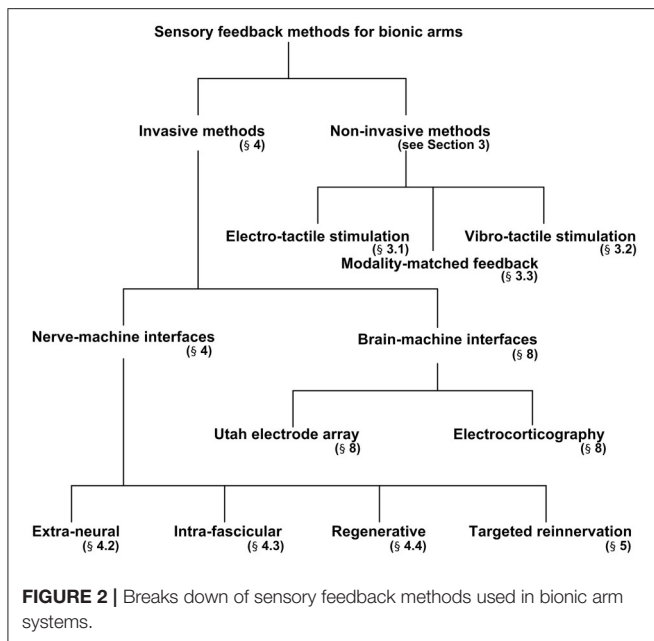 Sensory feedback methods for bionic arms
Invasive methods
(§ 4)
Non-invasive methods
(see Section 3)
Electro-tactile stimulation
(§ 3.1)
Vibro-tactile stimulation
(§ 3.2)
Modality-matched feedback
(§ 3.3)
Nerve-machine interfaces
(§ 4)
Brain-machine interfaces
(§ 8)
Utah electrode array
(§ 8)
Electrocorticography
(§ 8)
Extra-neural
(§ 4.2)
Intra-fascicular
(§ 4.3)
Regenerative
(§ 4.4)
Targeted reinnervation
(§ 5)
FIGURE 2 | Breaks down of sensory feedback methods used in bionic arm
systems.